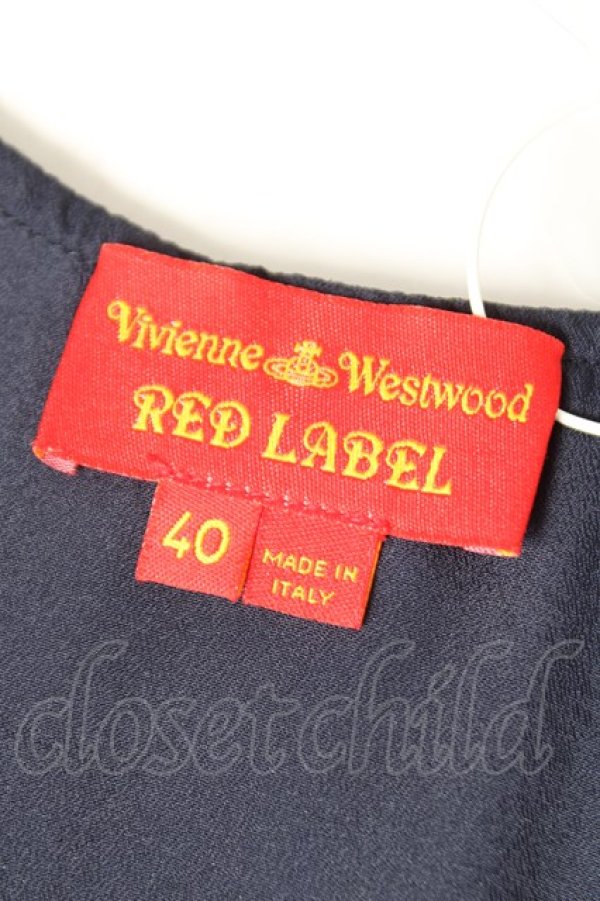 Vivienne Westwood
RED LABEL
40
MADE IN
ITALY
closetchild